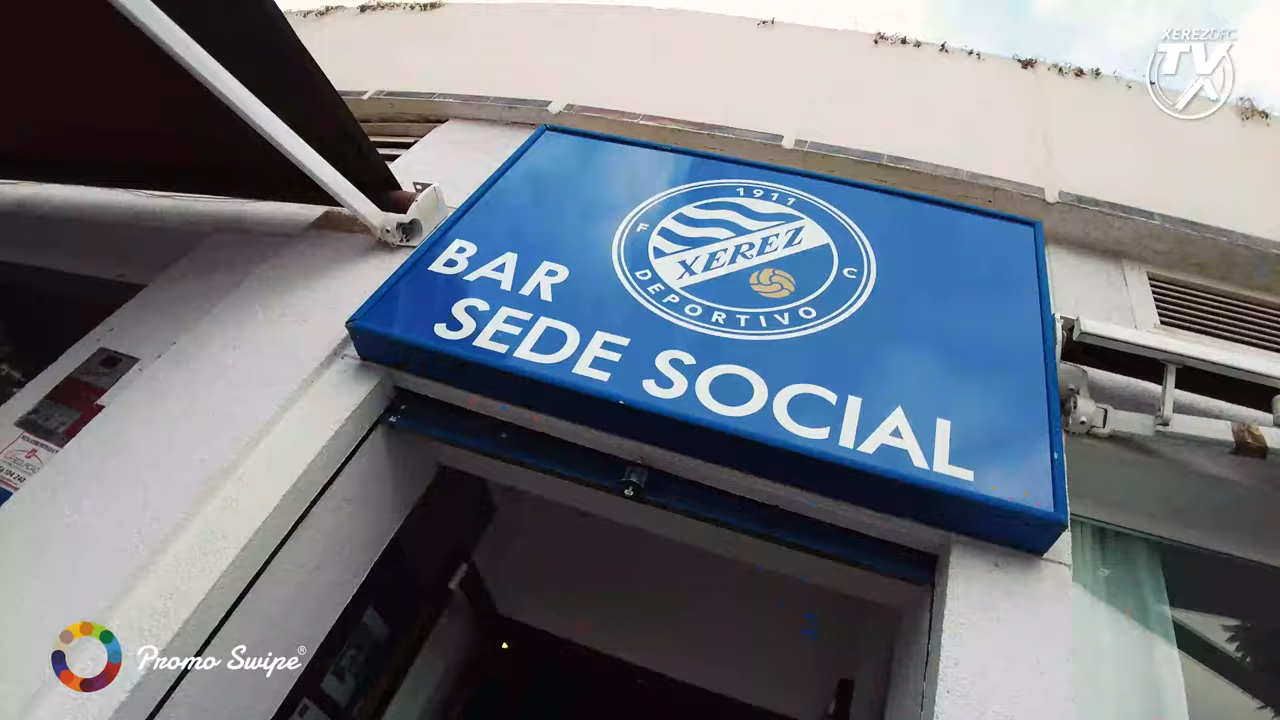 XEREZDFC
TV
1911
F
C
XEREZ
DEPORTIVO
BAR
SEDE SOCIAL
Promo Swipe®